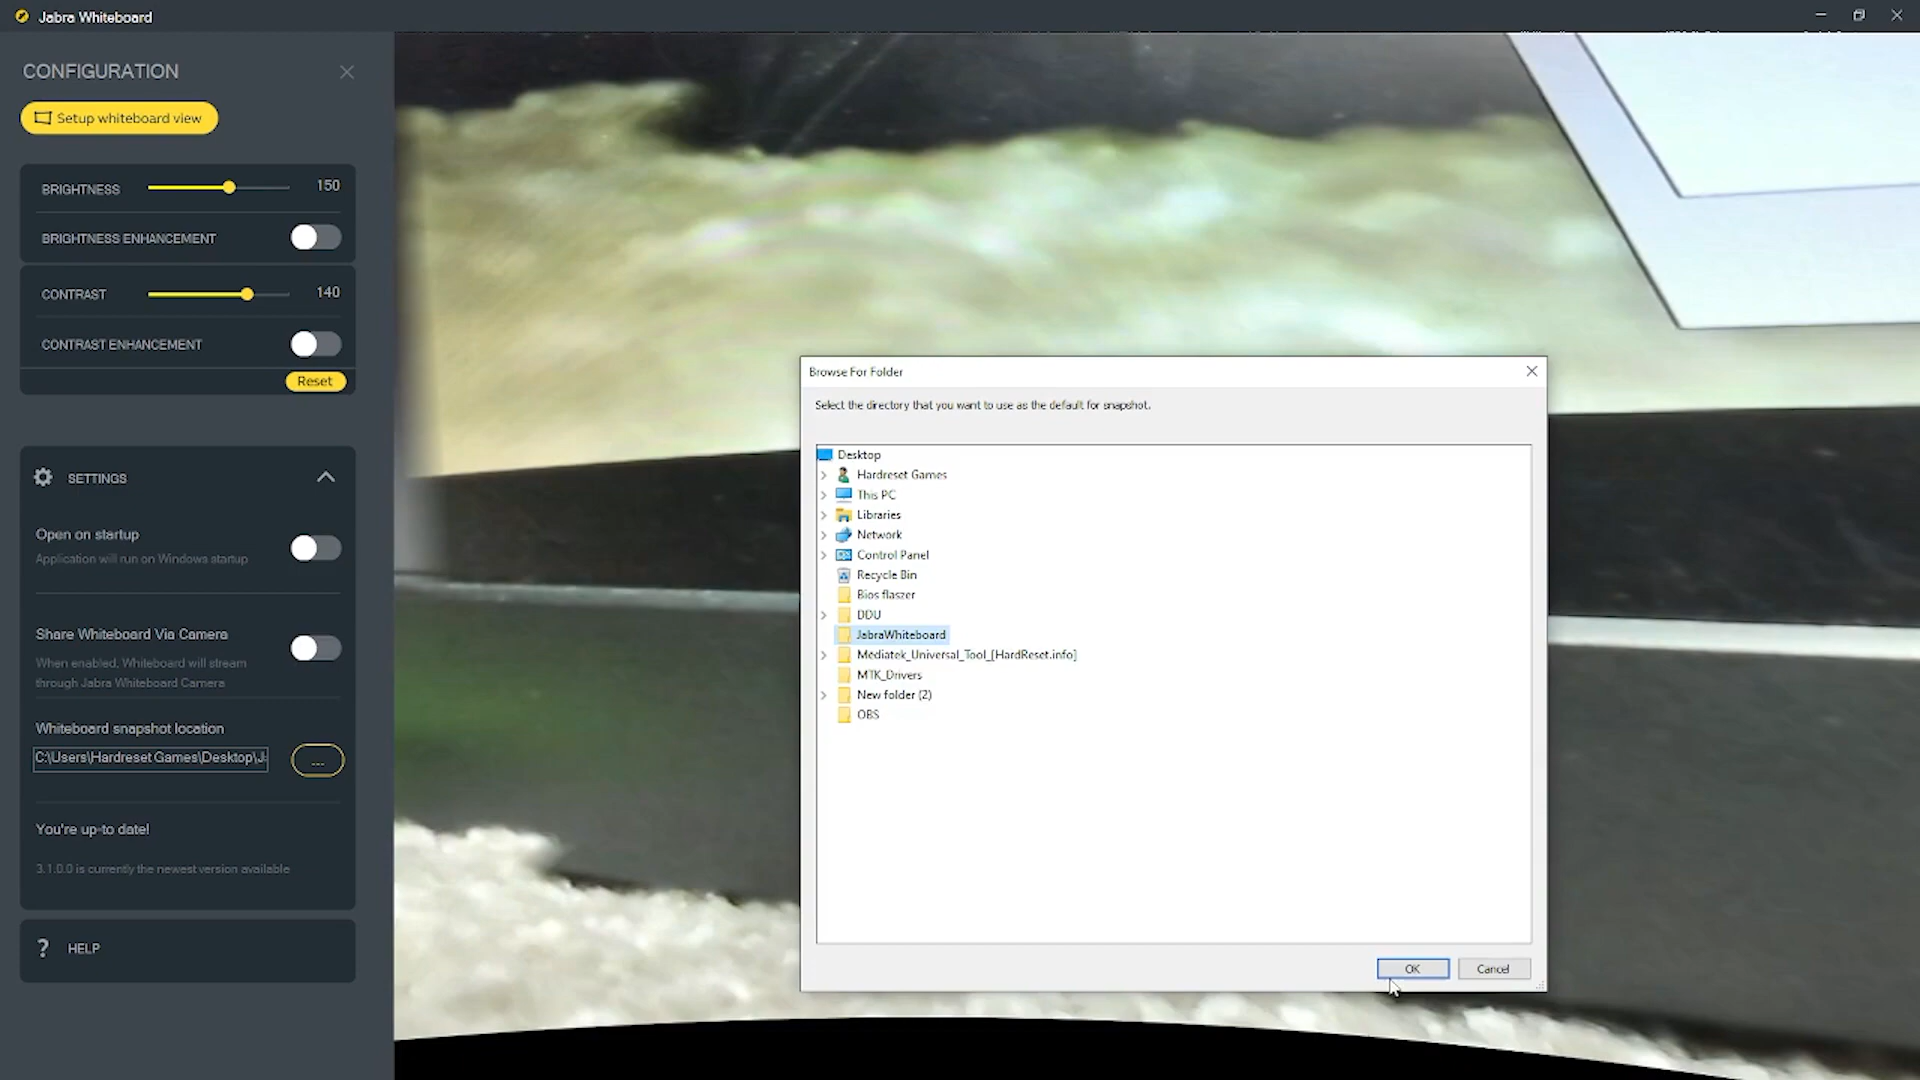 Jabra Whiteboard
CONFIGURATION
Setup whiteboard view
BRIGHTNESS
150
BRIGHTNESS ENHANCEMENT
CONTRAST
140
CONTRAST ENHANCEMENT
Reset
SETTINGS
Open on startup
Application will run on Windows startup
Share Whiteboard Via Camera
When enabled, Whiteboard will stream
through Jabra Whiteboard Camera
Whiteboard snapshot location
C:\Users\Hardreset Games\Desktop\J
...
You're up-to date!
3.1.0.0 is currently the newest version available
? HELP
Browse For Folder
Select the directory that you want to use as the default for snapshot.
Desktop
Hardreset Games
This PC
Libraries
Network
Control Panel
Recycle Bin
Bios flaszer
DDU
JabraWhiteboard
Mediatek_Universal_Tool_[HardReset.info]
MTK_Drivers
New folder (2)
OBS
OK
Cancel